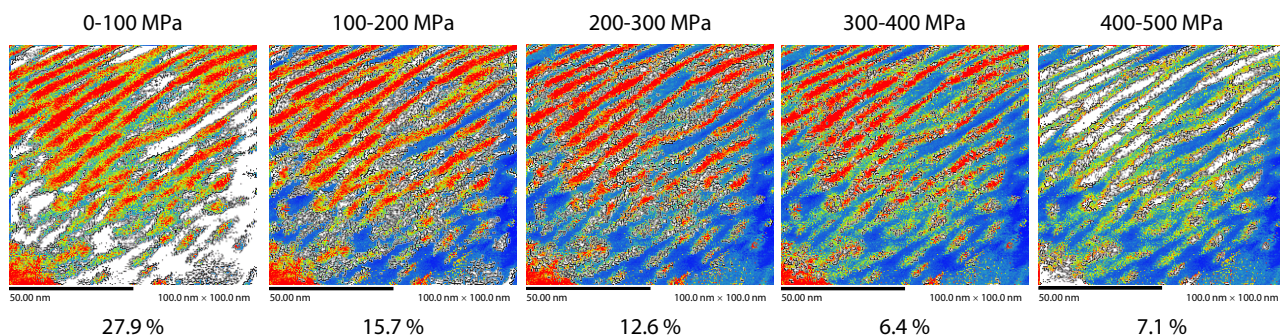 0-100 MPa
100-200 MPa
200-300 MPa
300-400 MPa
400-500 MPa
50.00 nm 100.0 nm × 100.0 nm
50.00 nm 100.0 nm × 100.0 nm
50.00 nm 100.0 nm × 100.0 nm
50.00 nm 100.0 nm × 100.0 nm
50.00 nm 100.0 nm × 100.0 nm
27.9 %
15.7 %
12.6 %
6.4 %
7.1 %